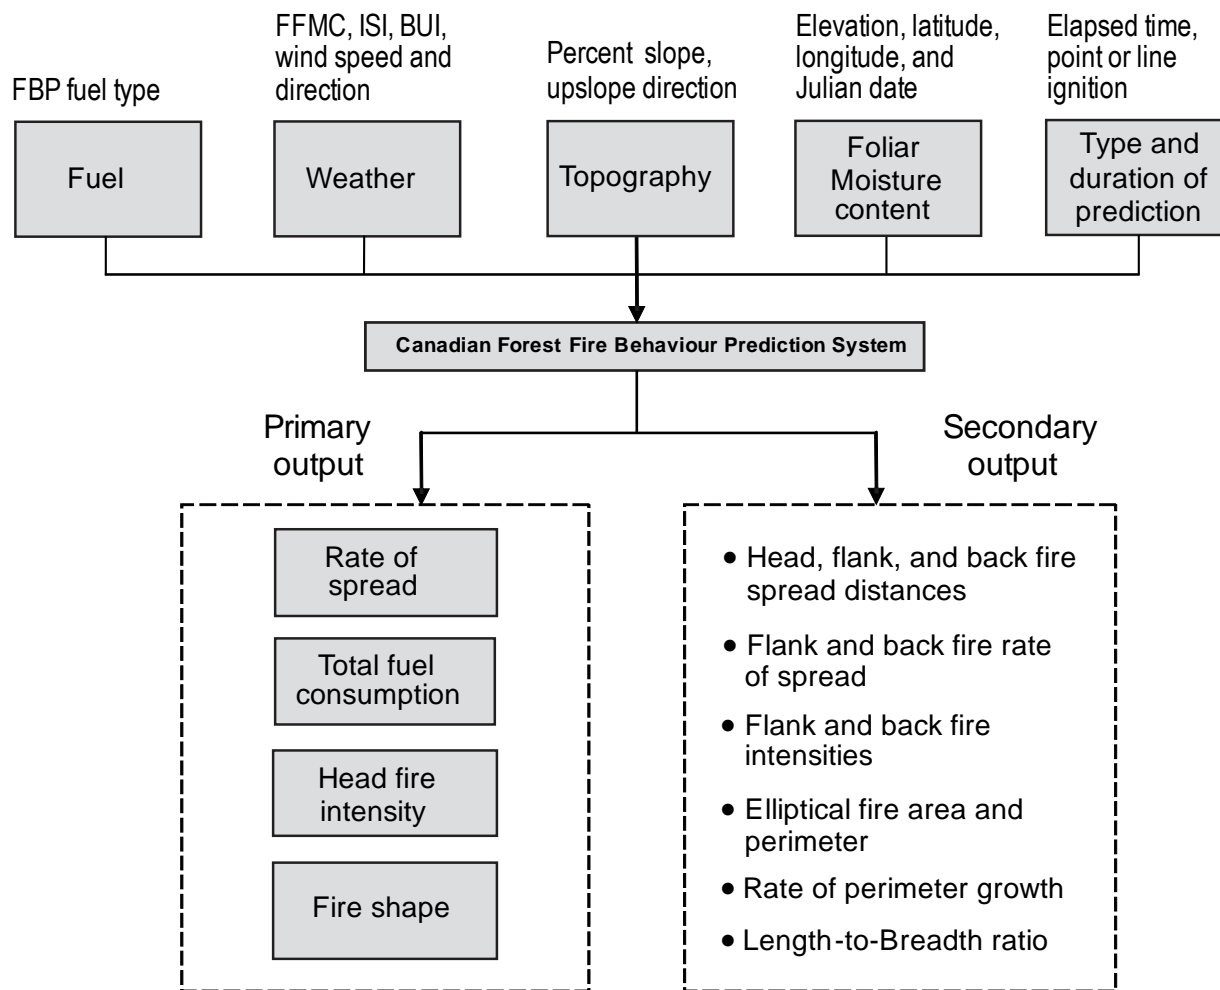 FBP fuel type
FFMC, ISI, BUI,
wind speed and
direction
Percent slope,
upslope direction
Elevation, latitude,
longitude, and
Julian date
Elapsed time,
point or line
ignition
Fuel
Weather
Topography
Foliar
Moisture
content
Type and
duration of
prediction
Canadian Forest Fire Behaviour Prediction System
Primary
output
Secondary
output
Rate of
spread
Total fuel
consumption
Head fire
intensity
Fire shape
• Head, flank, and back fire
spread distances
• Flank and back fire rate
of spread
• Flank and back fire
intensities
• Elliptical fire area and
perimeter
• Rate of perimeter growth
• Length-to-Breadth ratio